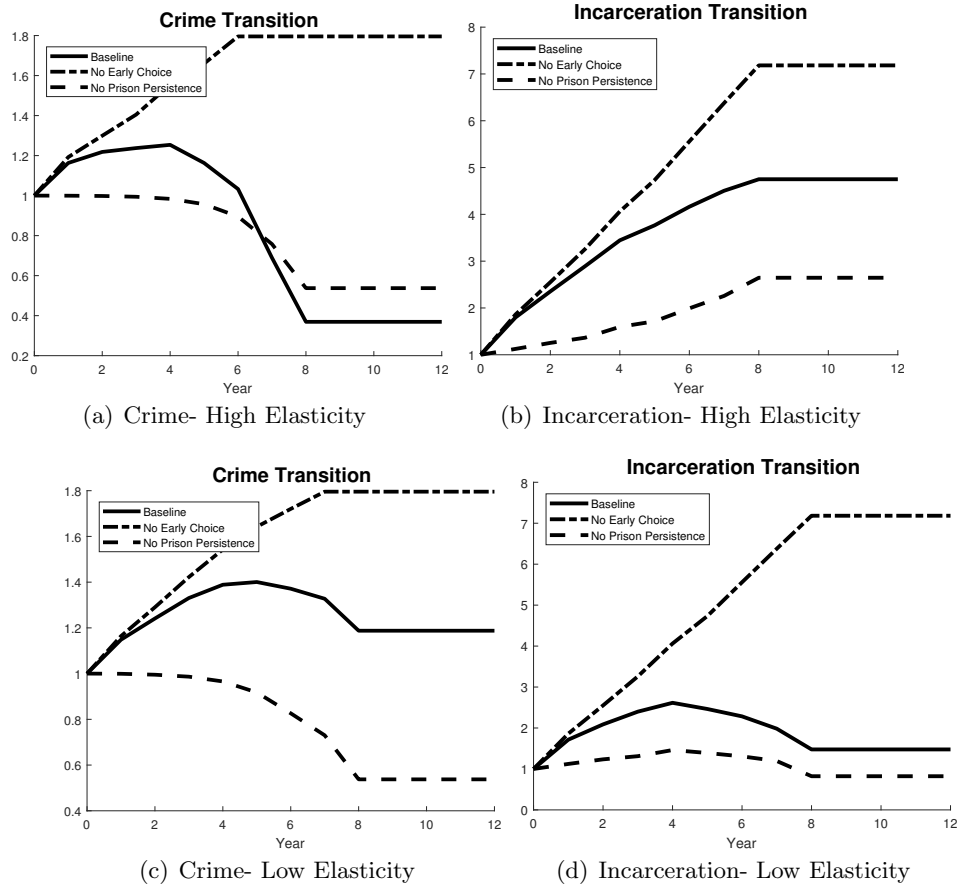 Crime Transition
1.8
1.6
1.4
1.2
1
0.8
0.6
0.4
0.2
Baseline
No Early Choice
No Prison Persistence
0 2 4 6 8 10 12
Year
(a) Crime- High Elasticity
Incarceration Transition
8
7
6
5
4
3
2
1
Baseline
No Early Choice
No Prison Persistence
0 2 4 6 8 10 12
Year
(b) Incarceration- High Elasticity
Crime Transition
1.8
1.6
1.4
1.2
1
0.8
0.6
0.4
Baseline
No Early Choice
No Prison Persistence
0 2 4 6 8 10 12
Year
(c) Crime- Low Elasticity
Incarceration Transition
8
7
6
5
4
3
2
1
0
Baseline
No Early Choice
No Prison Persistence
0 2 4 6 8 10 12
Year
(d) Incarceration- Low Elasticity